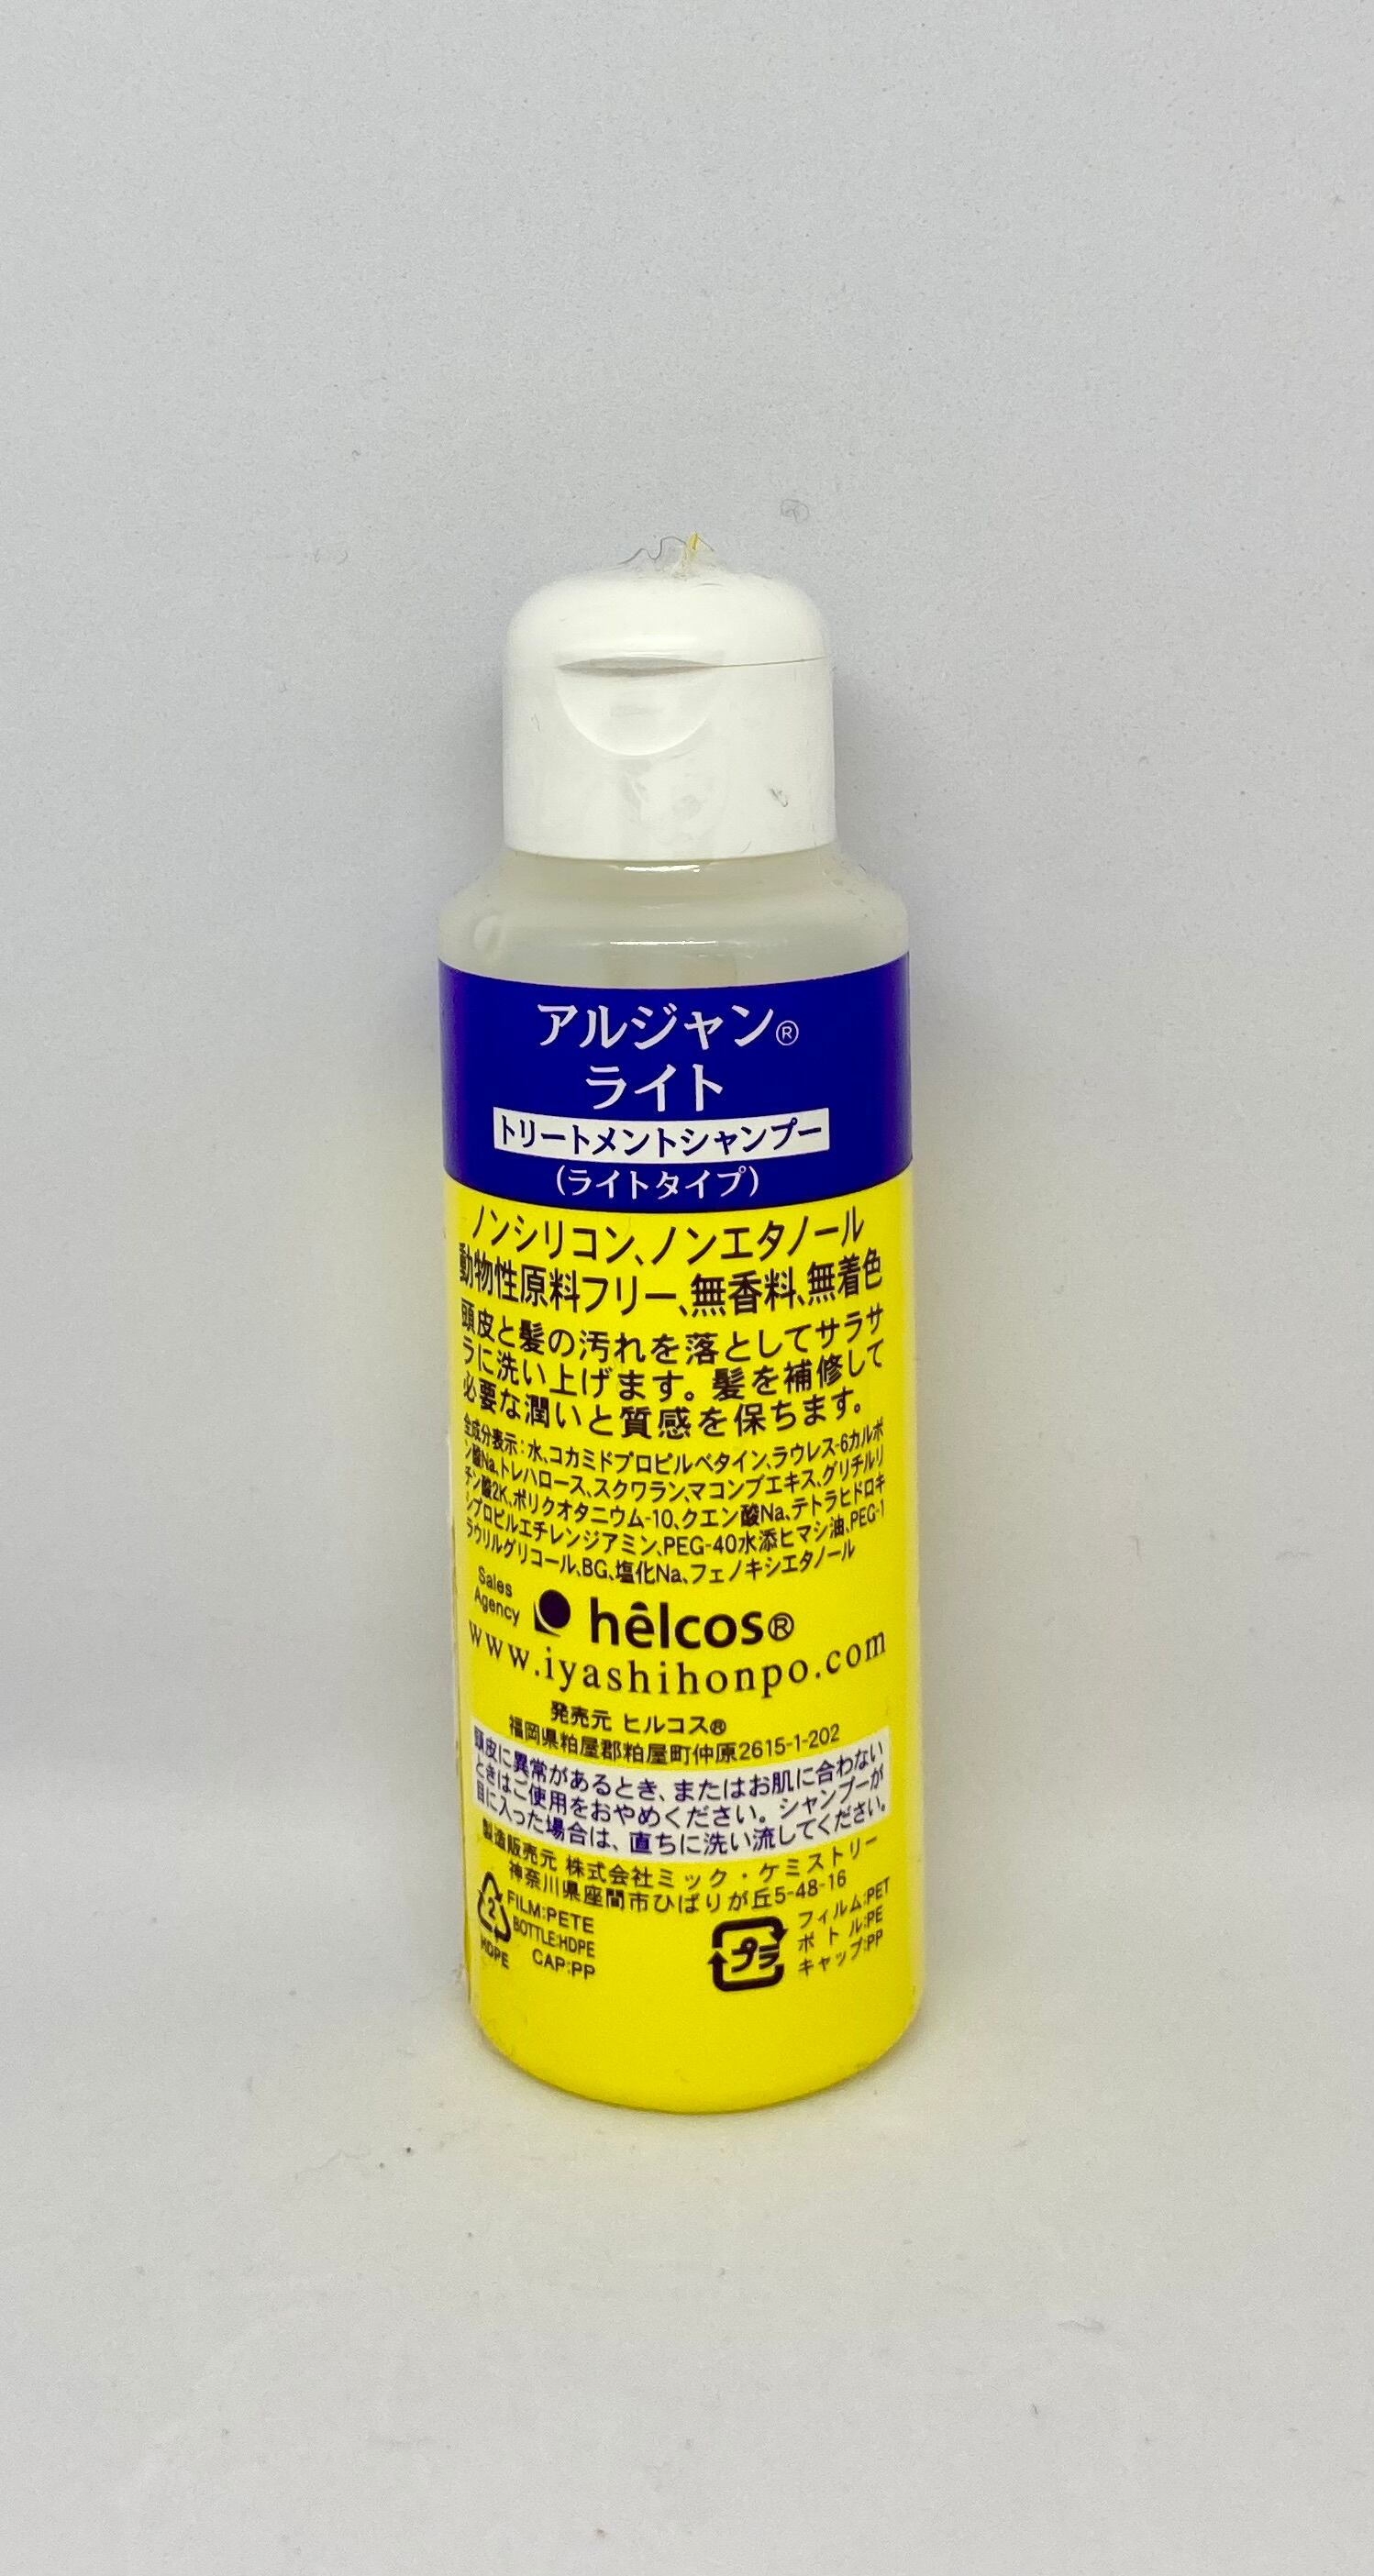 アルジャン®
ライト
トリートメントシャンプー
(ライトタイプ)
ノンシリコン、ノンエタノール
動物性原料フリー、無香料、無着色
頭皮と髪の汚れを落としてサラサ
ラに洗い上げます。髪を補修して
必要な潤いと質感を保ちます。
全成分表示:水、コカミドプロピルベタイン、ラウレス-6カルボ
ン酸Na、トレハロース、スクワラン、マコンブエキス、グリチルリ
チン酸2K、ポリクオタニウム-10、クエン酸Na、テトラヒドロキ
シプロピルエチレンジアミン、PEG-40水添ヒマシ油、PEG-1
ラウリルグリコール、BG、塩化Na、フェノキシエタノール
Sales
Agency
hêlcos®
www.iyashihonpo.com
発売元 ヒルコス®
福岡県粕屋郡粕屋町仲原2615-1-202
頭皮に異常があるとき、またはお肌に合わない
ときはご使用をおやめください。シャンプーが
目に入った場合は、直ちに洗い流してください。
製造販売元 株式会社ミック・ケミストリー
神奈川県座間市ひばりが丘5-48-16
2
HDPE
FILM:PETE
BOTTLE:HDPE
CAP:PP
プラ
フィルム:PET
ボトル:PE
キャップ:PP